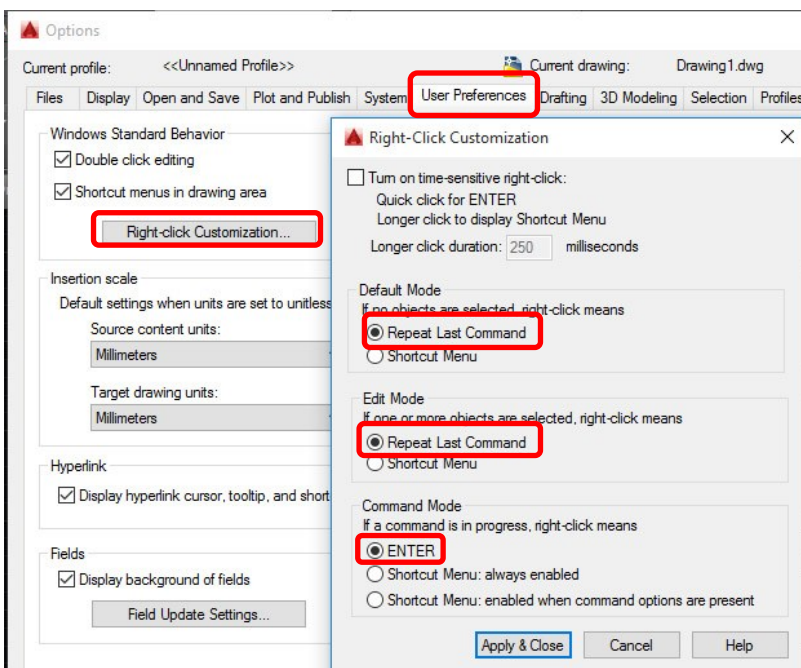 Options
Current profile: <<Unnamed Profile>> Current drawing: Drawing1.dwg
Files Display Open and Save Plot and Publish System User Preferences Drafting 3D Modeling Selection Profiles
Windows Standard Behavior
Double click editing
Shortcut menus in drawing area
Right-click Customization...
Insertion scale
Default settings when units are set to unitless
Source content units:
Millimeters
Target drawing units:
Millimeters
Hyperlink
Display hyperlink cursor, tooltip, and short
Fields
Display background of fields
Field Update Settings...
Right-Click Customization
Turn on time-sensitive right-click:
Quick click for ENTER
Longer click to display Shortcut Menu
Longer click duration: 250 milliseconds
Default Mode
If no objects are selected, right-click means
Repeat Last Command
Shortcut Menu
Edit Mode
If one or more objects are selected, right-click means
Repeat Last Command
Shortcut Menu
Command Mode
If a command is in progress, right-click means
ENTER
Shortcut Menu: always enabled
Shortcut Menu: enabled when command options are present
Apply & Close Cancel Help